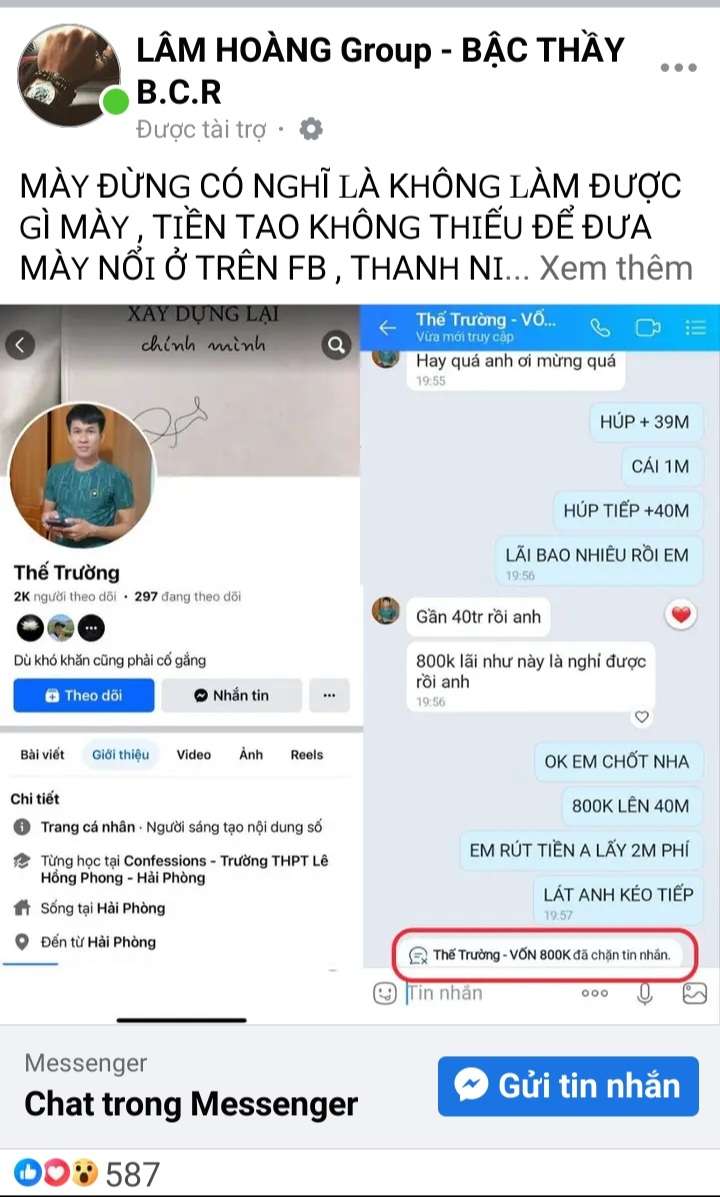 LÂM HOÀNG Group - BẬC THẦY
B.C.R
Được tài trợ ·
MÀY ĐỪNG CÓ NGHĨ LÀ KHÔNG LÀM ĐƯỢC
GÌ MÀY , TIỀN TAO KHÔNG THIẾU ĐỂ ĐƯA
MÀY NỔI Ở TRÊN FB , THANH NI... Xem thêm
XÂY DỰNG LẠI
chính mình
Thế Trường
2K người theo dõi • 297 đang theo dõi
Dù khó khăn cũng phải cố gắng
Theo dõi
Nhắn tin
Bài viết
Giới thiệu
Video
Ảnh
Reels
Chi tiết
Trang cá nhân · Người sáng tạo nội dung số
Từng học tại Confessions - Trường THPT Lê
Hồng Phong - Hải Phòng
Sống tại Hải Phòng
Đến từ Hải Phòng
Thế Trường - VỐ...
Vừa mới truy cập
Hay quá anh ơi mừng quá
19:55
HÚP + 39M
CÁI 1M
HÚP TIẾP +40M
LÃI BAO NHIÊU RỒI EM
19:56
Gần 40tr rồi anh
800k lãi như này là nghỉ được
rồi anh
19:56
OK EM CHỐT NHA
800K LÊN 40M
EM RÚT TIỀN A LẤY 2M PHÍ
LÁT ANH KÉO TIẾP
19:57
Thế Trường - VỐN 800K đã chặn tin nhắn.
Tin nhắn
Messenger
Chat trong Messenger
Gửi tin nhắn
587